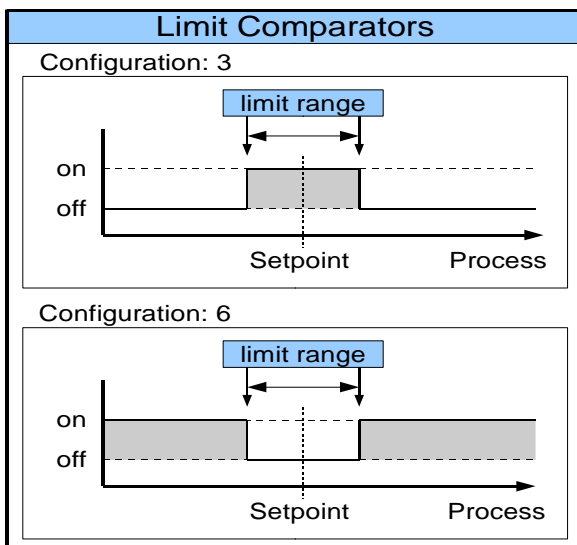 Limit Comparators
Configuration: 3
limit range
on
off
Setpoint Process
Configuration: 6
limit range
on
off
Setpoint Process